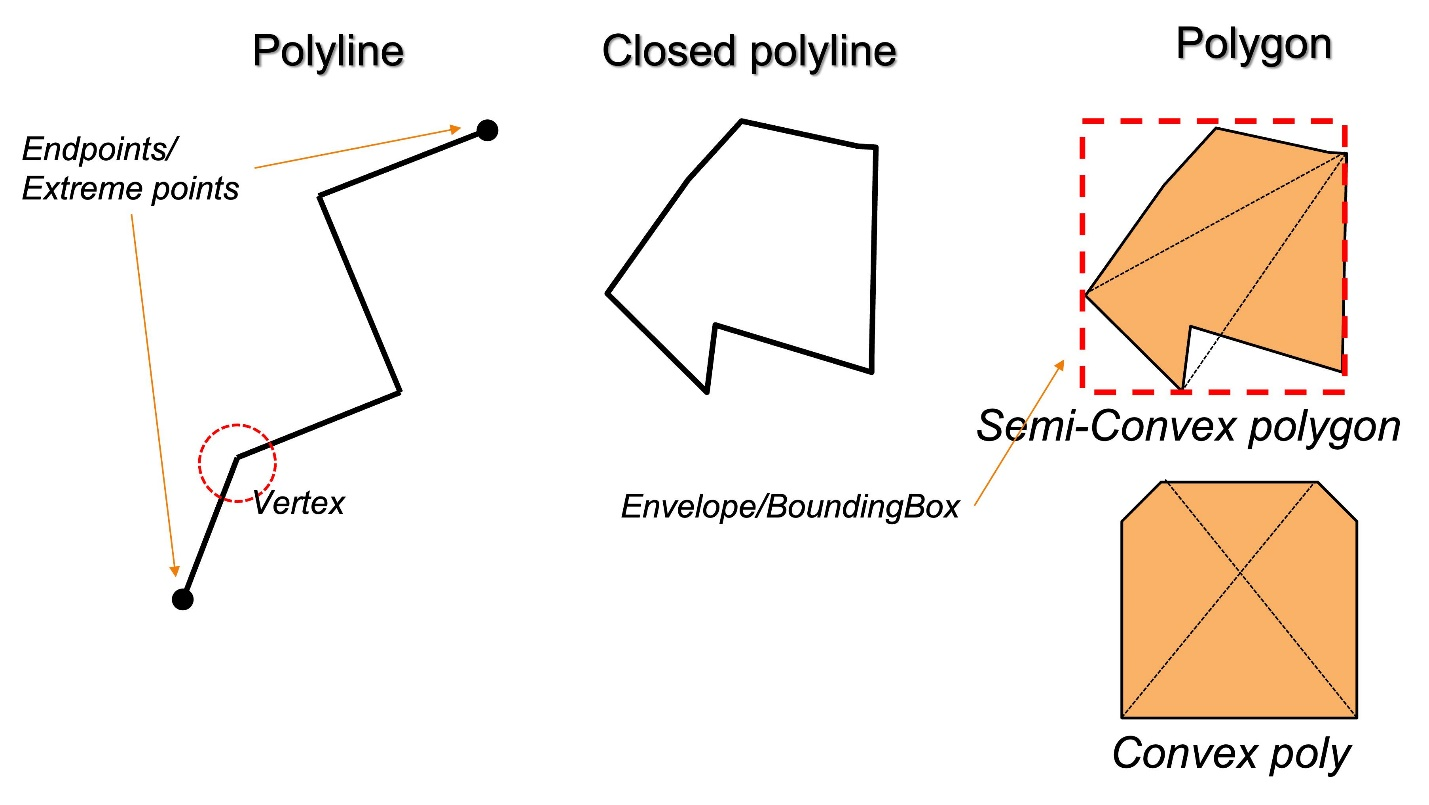 Polyline
Closed polyline
Polygon
Endpoints/
Extreme points
Vertex
Semi-Convex polygon
Envelope/BoundingBox
Convex poly